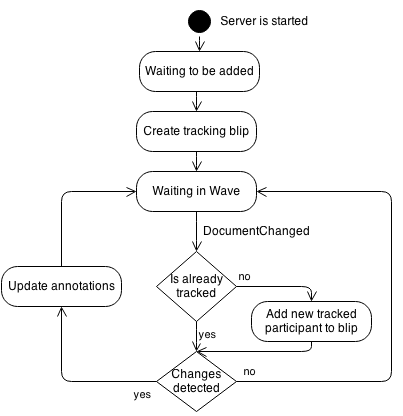 Server is started
Waiting to be added
Create tracking blip
Waiting in Wave
DocumentChanged
Is already
tracked
no
Update annotations
Add new tracked
participant to blip
yes
Changes
detected
no
yes